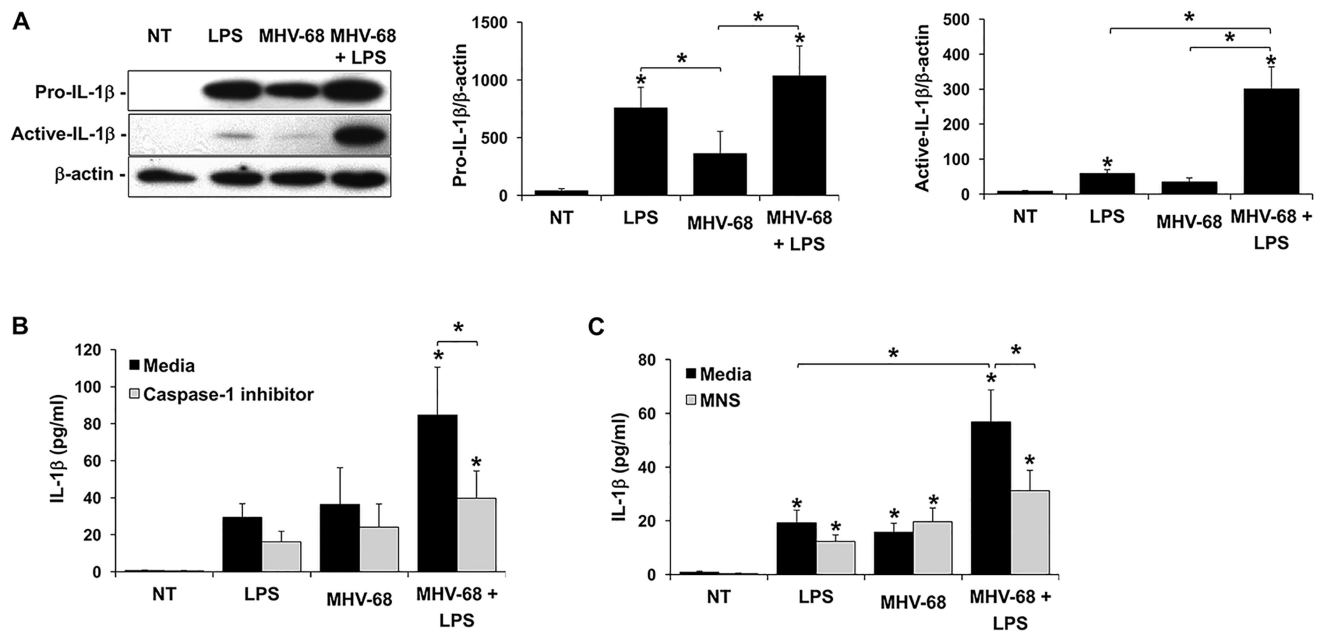 A
NT LPS MHV-68 MHV-68
+ LPS
Pro-IL-1β -
Active-IL-1β -
β-actin -
Pro-IL-1β/β-actin
1500
1000
500
0
* * * *
NT LPS MHV-68 MHV-68
+ LPS
Active-IL-1β/β-actin
500
400
300
200
100
0
* * * *
NT LPS MHV-68 MHV-68 +
LPS
B
IL-1β (pg/ml)
120
100
80
60
40
20
0
Media
Caspase-1 inhibitor
* * *
NT LPS MHV-68 MHV-68 +
LPS
C
IL-1β (pg/ml)
80
60
40
20
0
Media
MNS
* * * * * * * *
NT LPS MHV-68 MHV-68 +
LPS